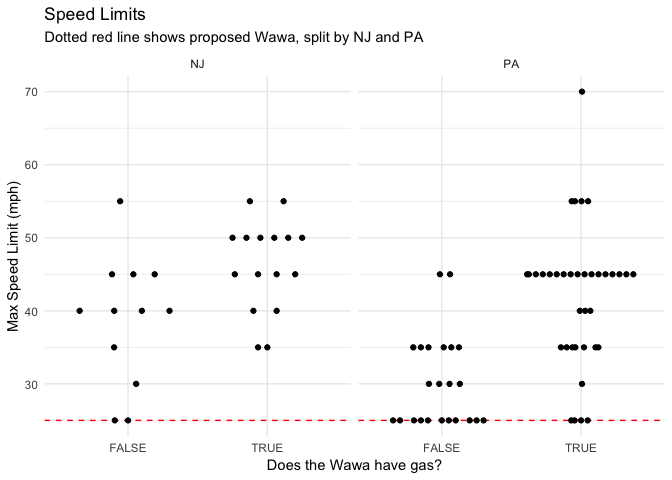 Speed Limits
Dotted red line shows proposed Wawa, split by NJ and PA
NJ
PA
Max Speed Limit (mph)
70
60
50
40
30
FALSE
TRUE
FALSE
TRUE
Does the Wawa have gas?